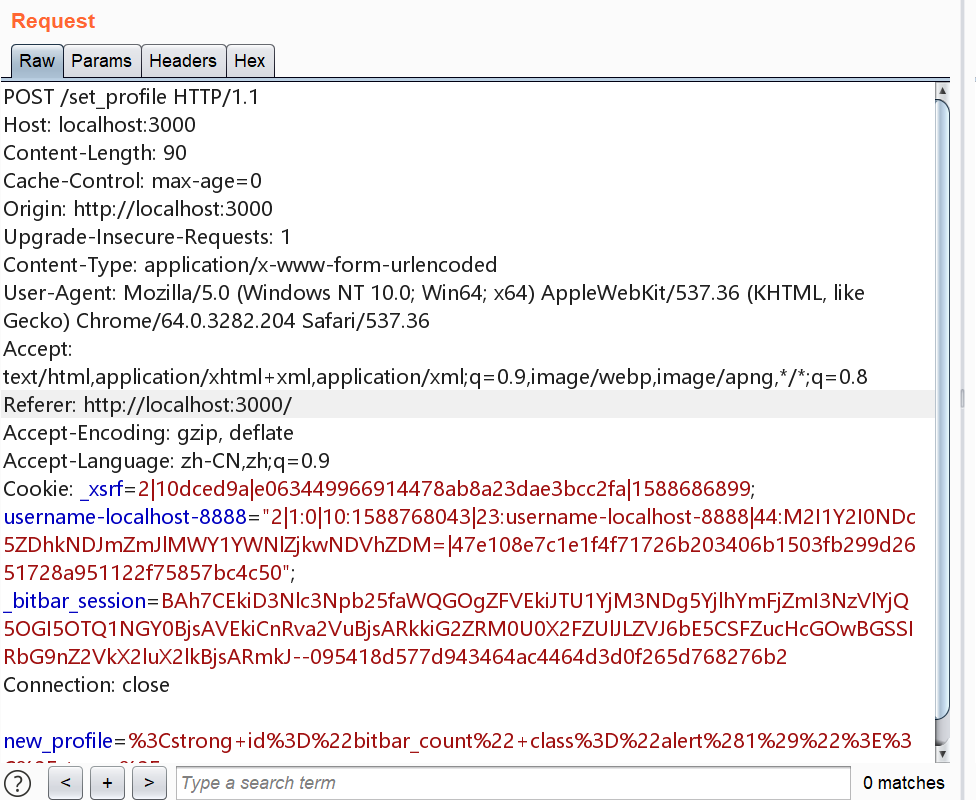 Request
Raw Params Headers Hex
POST /set_profile HTTP/1.1
Host: localhost:3000
Content-Length: 90
Cache-Control: max-age=0
Origin: http://localhost:3000
Upgrade-Insecure-Requests: 1
Content-Type: application/x-www-form-urlencoded
User-Agent: Mozilla/5.0 (Windows NT 10.0; Win64; x64) AppleWebKit/537.36 (KHTML, like
Gecko) Chrome/64.0.3282.204 Safari/537.36
Accept:
text/html,application/xhtml+xml,application/xml;q=0.9,image/webp,image/apng,*/*;q=0.8
Referer: http://localhost:3000/
Accept-Encoding: gzip, deflate
Accept-Language: zh-CN,zh;q=0.9
Cookie: _xsrf=2|10dced9a|e063449966914478ab8a23dae3bcc2fa|1588686899;
username-localhost-8888="2|1:0|10:1588768043|23:username-localhost-8888|44:M2I1Y2I0NDc
5ZDhkNDJmZmJlMWY1YWNlZjkwNDVhZDM=|47e108e7c1e1f4f71726b203406b1503fb299d26
51728a951122f75857bc4c50";
_bitbar_session=BAh7CEkiD3Nlc3Npb25faWQGOgZFVEkiJTU1YjM3NDg5YjlhYmFjZmI3NzVlYjQ
5OGI5OTQ1NGY0BjsAVEkiCnRva2VuBjsARkkiG2ZRM0U0X2FZUlJLZVJ6bE5CSFZucHcGOwBGSSI
RbG9nZ2VkX2luX2lkBjsARmkJ--095418d577d943464ac4464d3d0f265d768276b2
Connection: close
new_profile=%3Cstrong+id%3D%22bitbar_count%22+class%3D%22alert%281%29%22%3E%3
? < + > Type a search term 0 matches